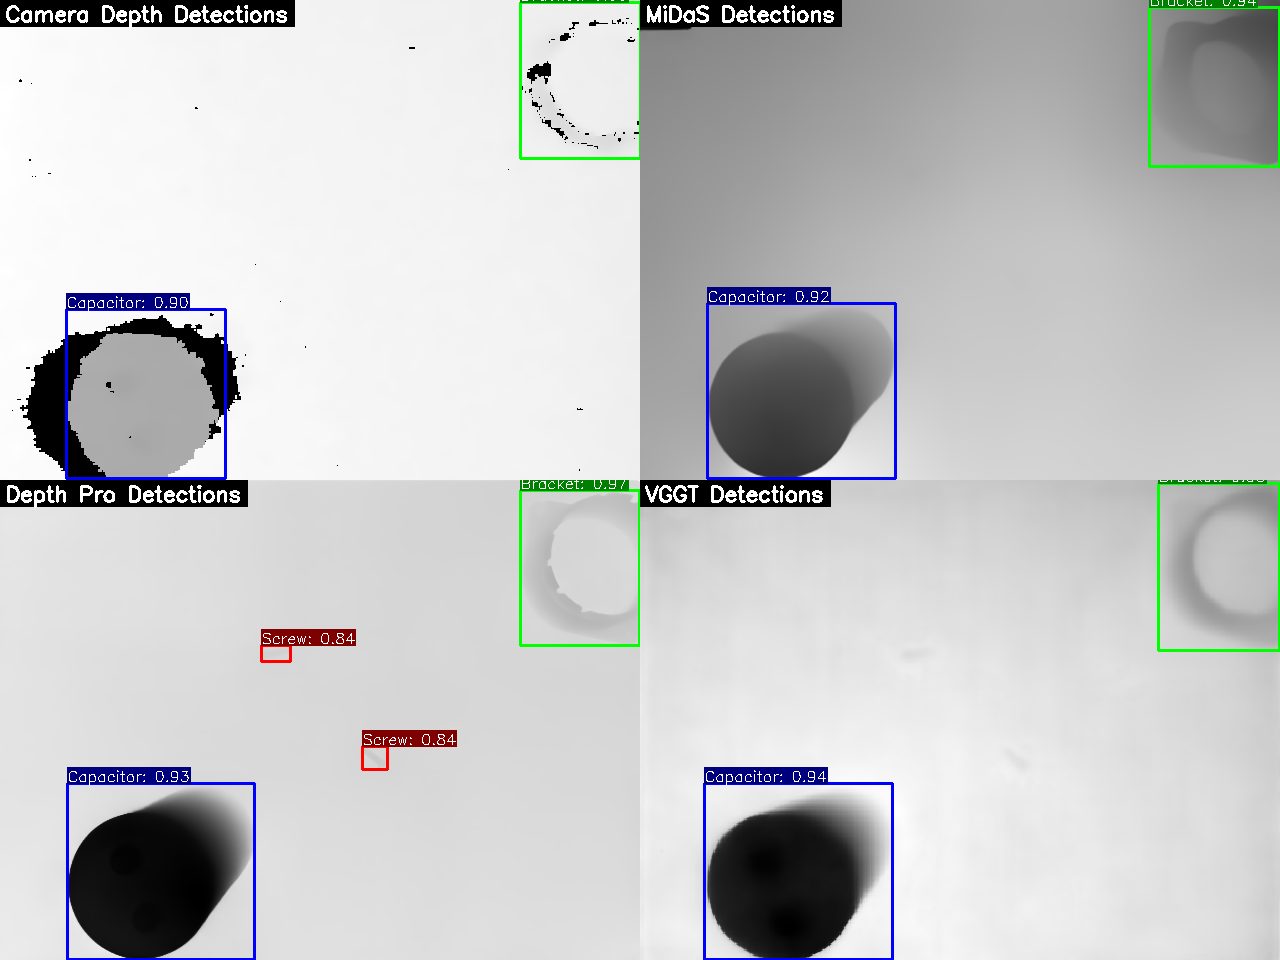 Camera Depth Detections
Capacitor: 0.90
MiDaS Detections
Bracket: 0.94
Capacitor: 0.92
Depth Pro Detections
Bracket: 0.97
Screw: 0.84
Screw: 0.84
Capacitor: 0.93
VGGT Detections
Capacitor: 0.94